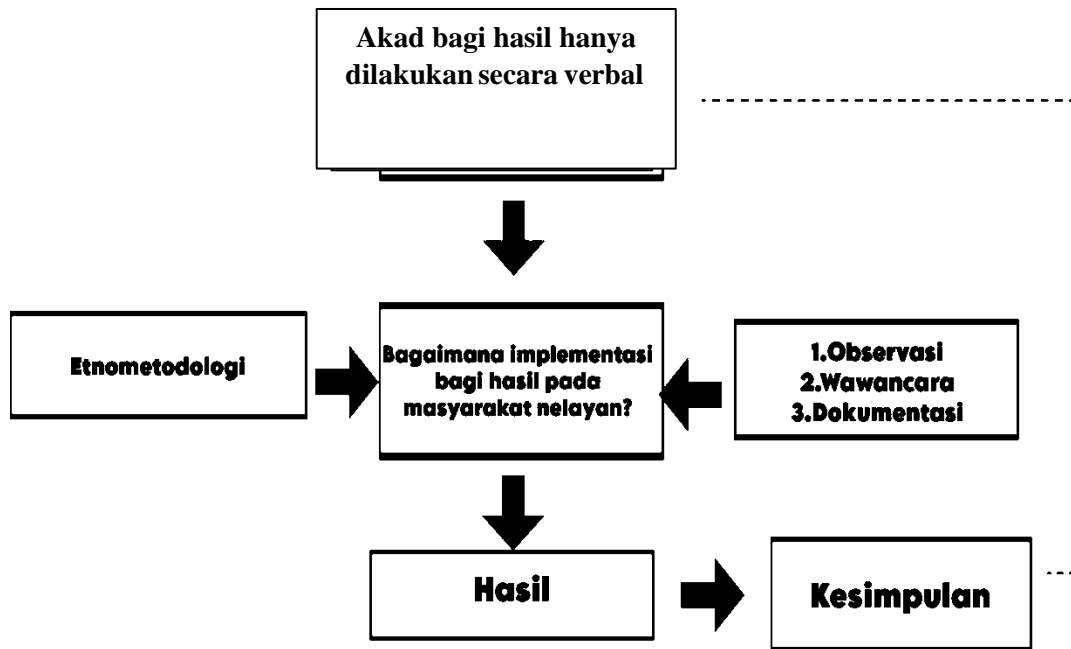 Akad bagi hasil hanya
dilakukan secara verbal
Etnometodologi
Bagaimana implementasi
bagi hasil pada
masyarakat nelayan?
1.Observasi
2.Wawancara
3.Dokumentasi
Hasil
Kesimpulan